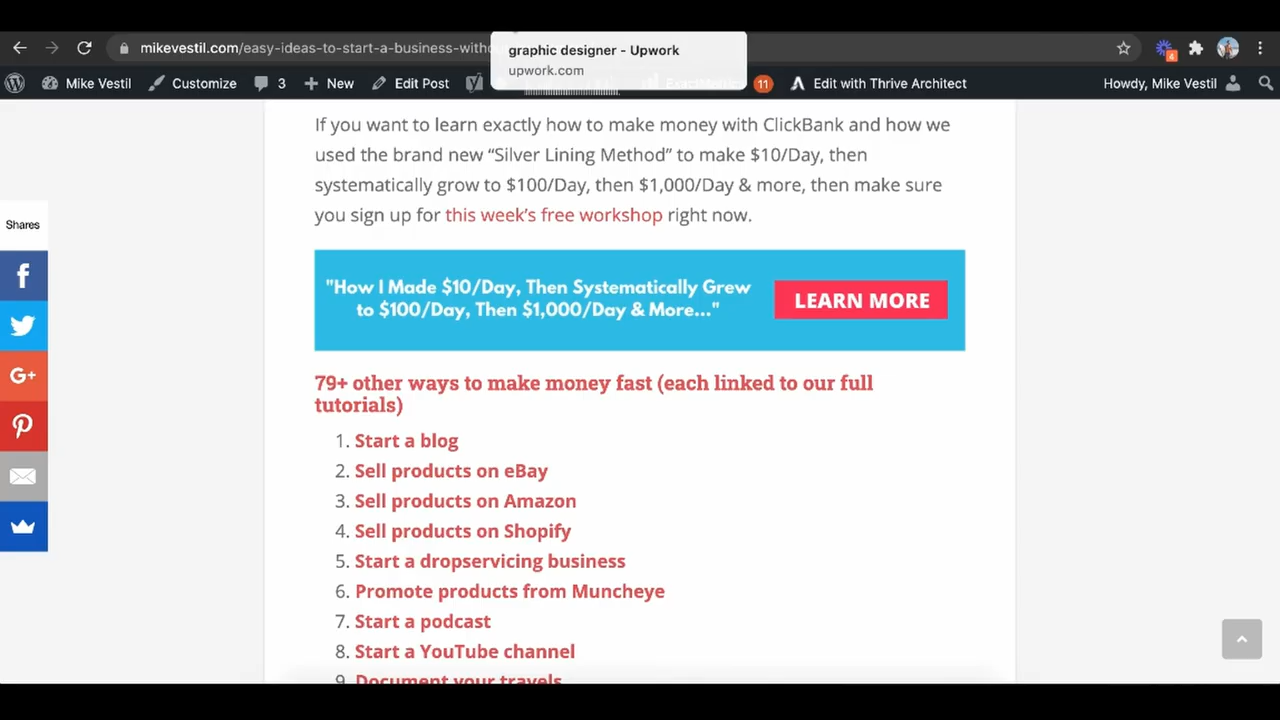 mikevestil.com/easy-ideas-to-start-a-business-witho
graphic designer - Upwork
upwork.com
Mike Vestil
Customize
3
New
Edit Post
11
Edit with Thrive Architect
Howdy, Mike Vestil
4
If you want to learn exactly how to make money with ClickBank and how we
used the brand new “Silver Lining Method” to make $10/Day, then
systematically grow to $100/Day, then $1,000/Day & more, then make sure
you sign up for this week’s free workshop right now.
Shares
"How I Made $10/Day, Then Systematically Grew
to $100/Day, Then $1,000/Day & More..."
LEARN MORE
79+ other ways to make money fast (each linked to our full
tutorials)
1. Start a blog
2. Sell products on eBay
3. Sell products on Amazon
4. Sell products on Shopify
5. Start a dropservicing business
6. Promote products from Muncheye
7. Start a podcast
8. Start a YouTube channel
9. Document your travels